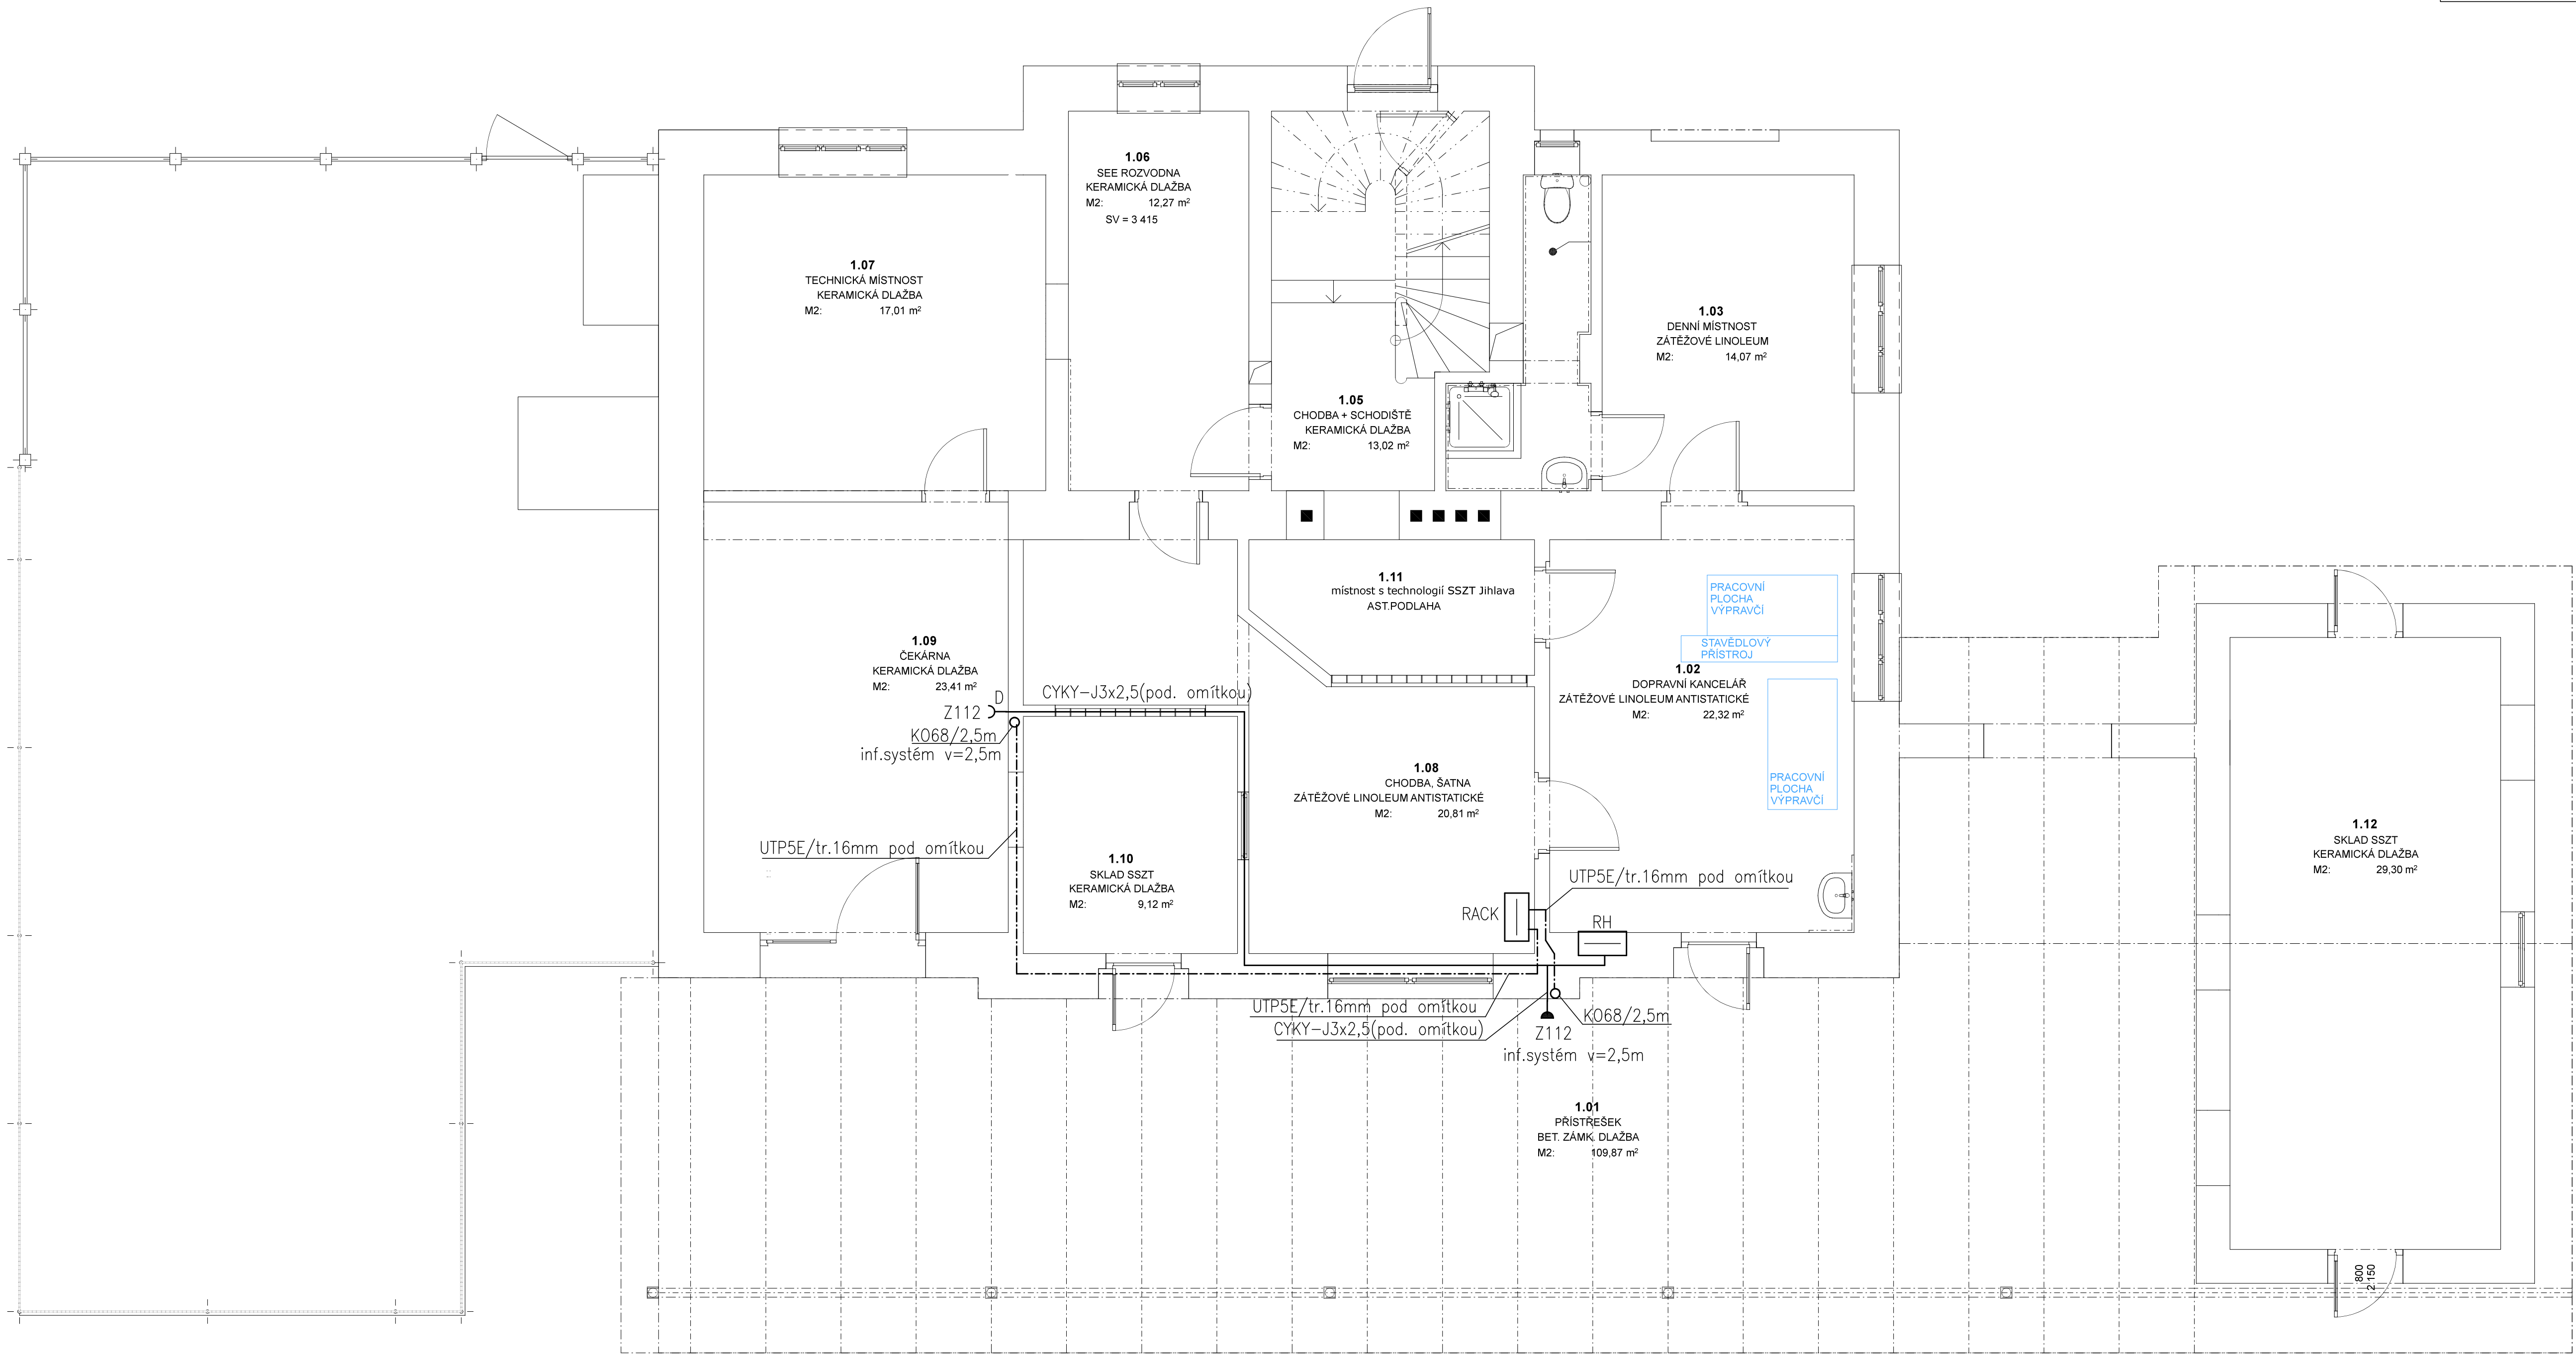 1.06
SEE ROZVODNA
KERAMICKÁ DLAŽBA
M2: 12,27 m²
SV = 3 415
1.07
TECHNICKÁ MÍSTNOST
KERAMICKÁ DLAŽBA
M2: 17,01 m²
1.03
DENNÍ MÍSTNOST
ZÁTĚŽOVÉ LINOLEUM
M2: 14,07 m²
1.05
CHODBA + SCHODIŠTĚ
KERAMICKÁ DLAŽBA
M2: 13,02 m²
1.11
místnost s technologií SSZT Jihlava
AST.PODLAHA
PRACOVNÍ
PLOCHA
VÝPRAVČÍ
STAVĚDLOVÝ
PŘÍSTROJ
1.02
DOPRAVNÍ KANCELÁŘ
ZÁTĚŽOVÉ LINOLEUM ANTISTATICKÉ
M2: 22,32 m²
PRACOVNÍ
PLOCHA
VÝPRAVČÍ
1.09
ČEKÁRNA
KERAMICKÁ DLAŽBA
M2: 23,41 m²
D
Z112
CYKY-J3x2,5(pod. omítkou)
KO68/2,5m
inf.systém v=2,5m
1.08
CHODBA, ŠATNA
ZÁTĚŽOVÉ LINOLEUM ANTISTATICKÉ
M2: 20,81 m²
UTP5E/tr.16mm pod omítkou
1.10
SKLAD SSZT
KERAMICKÁ DLAŽBA
M2: 9,12 m²
1.12
SKLAD SSZT
KERAMICKÁ DLAŽBA
M2: 29,30 m²
UTP5E/tr.16mm pod omítkou
RACK
RH
UTP5E/tr.16mm pod omítkou
CYKY-J3x2,5(pod. omítkou)
KO68/2,5m
Z112
inf.systém v=2,5m
1.01
PŘÍSTŘEŠEK
BET. ZÁMK. DLAŽBA
M2: 109,87 m²
800
2 150